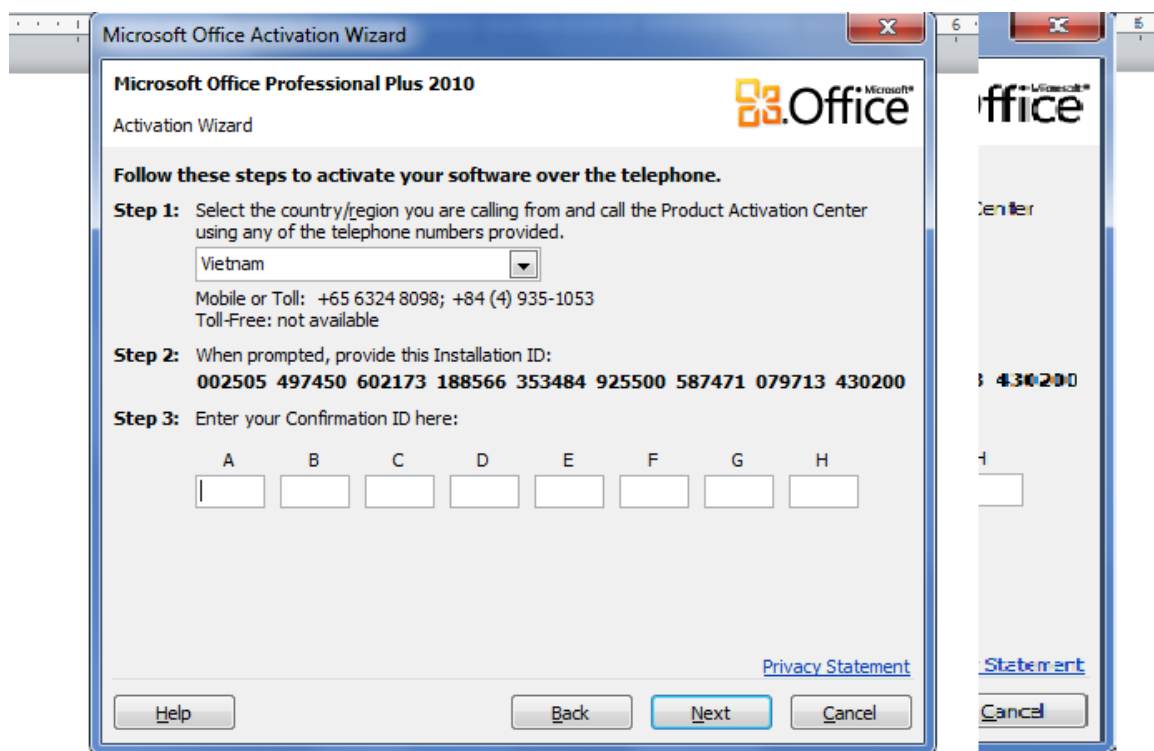 6
6
Microsoft Office Activation Wizard
Microsoft Office Professional Plus 2010
Activation Wizard
Microsoft
Office
ffice
Follow these steps to activate your software over the telephone.
Step 1: Select the country/region you are calling from and call the Product Activation Center
using any of the telephone numbers provided.
Vietnam
Mobile or Toll: +65 6324 8098; +84 (4) 935-1053
Toll-Free: not available
Step 2: When prompted, provide this Installation ID:
002505 497450 602173 188566 353484 925500 587471 079713 430200
430200
Step 3: Enter your Confirmation ID here:
A B C D E F G H
H
Privacy Statement
Statement
Help Back Next Cancel
Cancel